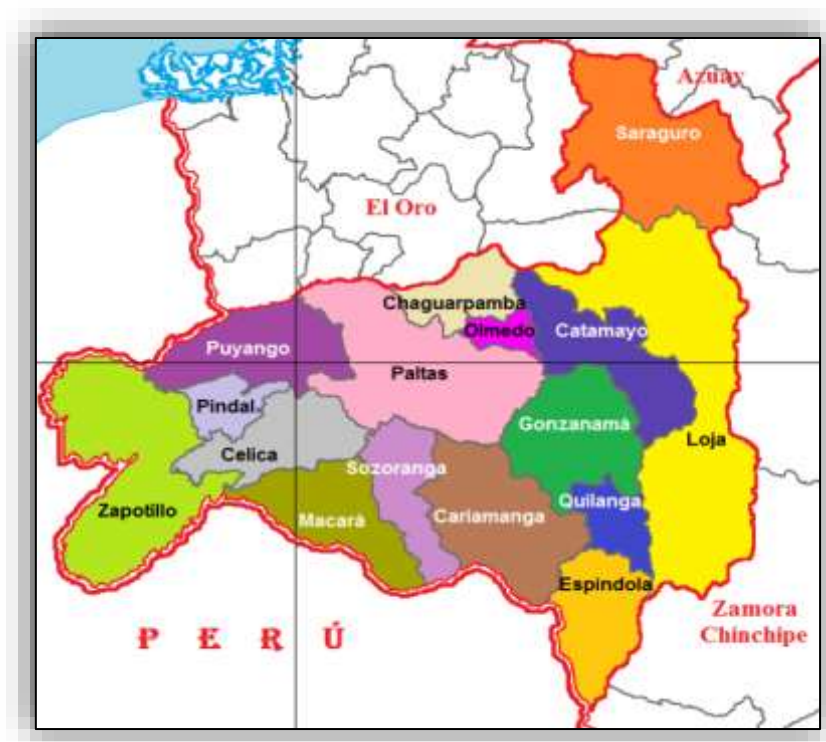 Azuay
Saraguro
El Oro
Chaguarpamba
Olmedo
Catamayo
Puyango
Paltas
Pindal
Gonzanamá
Loja
Celica
Sozoranga
Quilanga
Zapotillo
Macará
Cariamanga
Espindola
Zamora
Chinchipe
P E R Ú